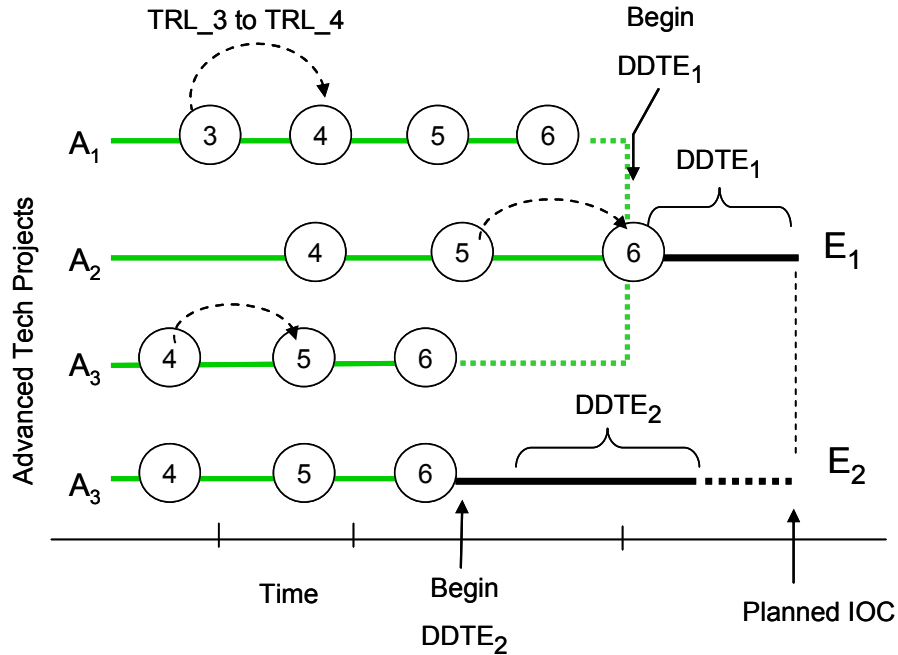 TRL_3 to TRL_4
Begin
DDTE1
A1
3
4
5
6
DDTE1
A2
4
5
6
E1
A3
4
5
6
DDTE2
A3
4
5
6
E2
Advanced Tech Projects
Time
Begin
DDTE2
Planned IOC